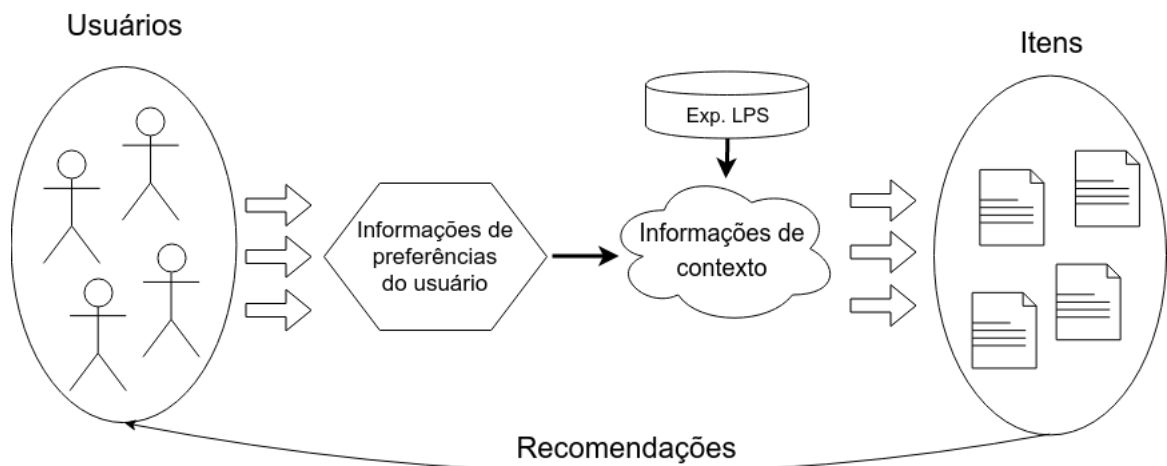 Usuários
Itens
Exp. LPS
Informações de
preferências
do usuário
Informações de
contexto
Recomendações